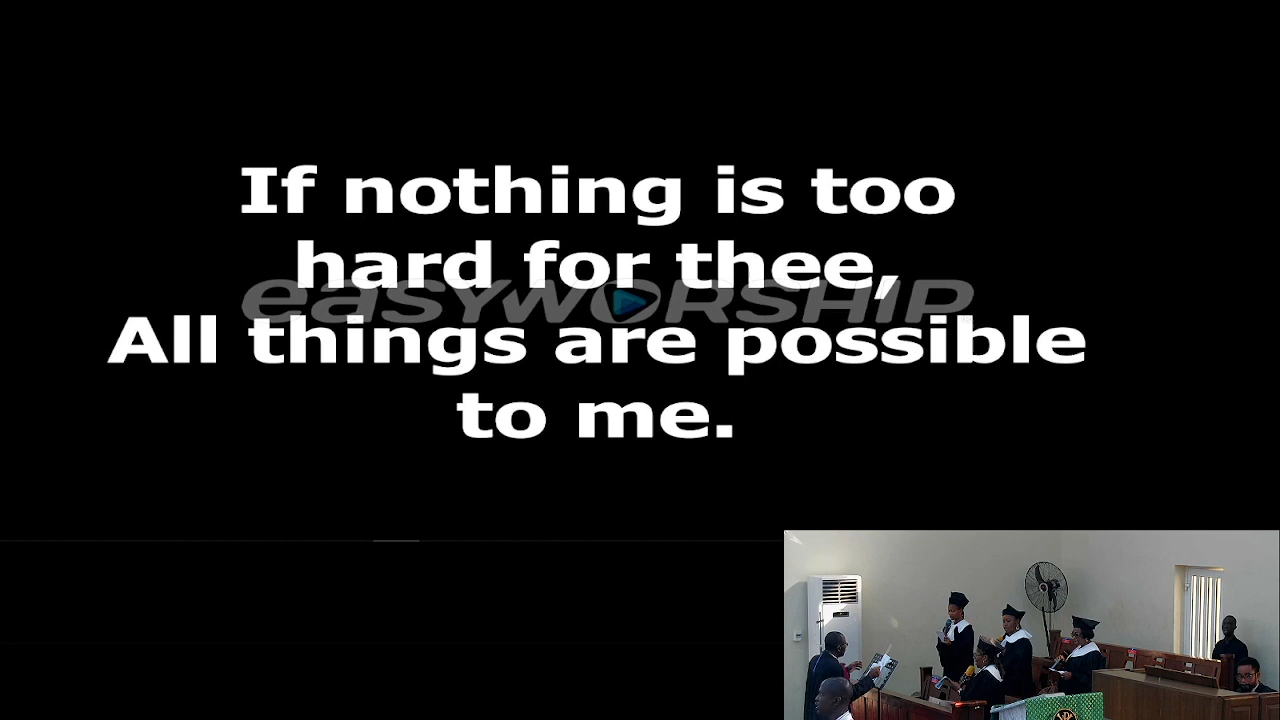 If nothing is too
hard for thee,
easyworship
All things are possible
to me.